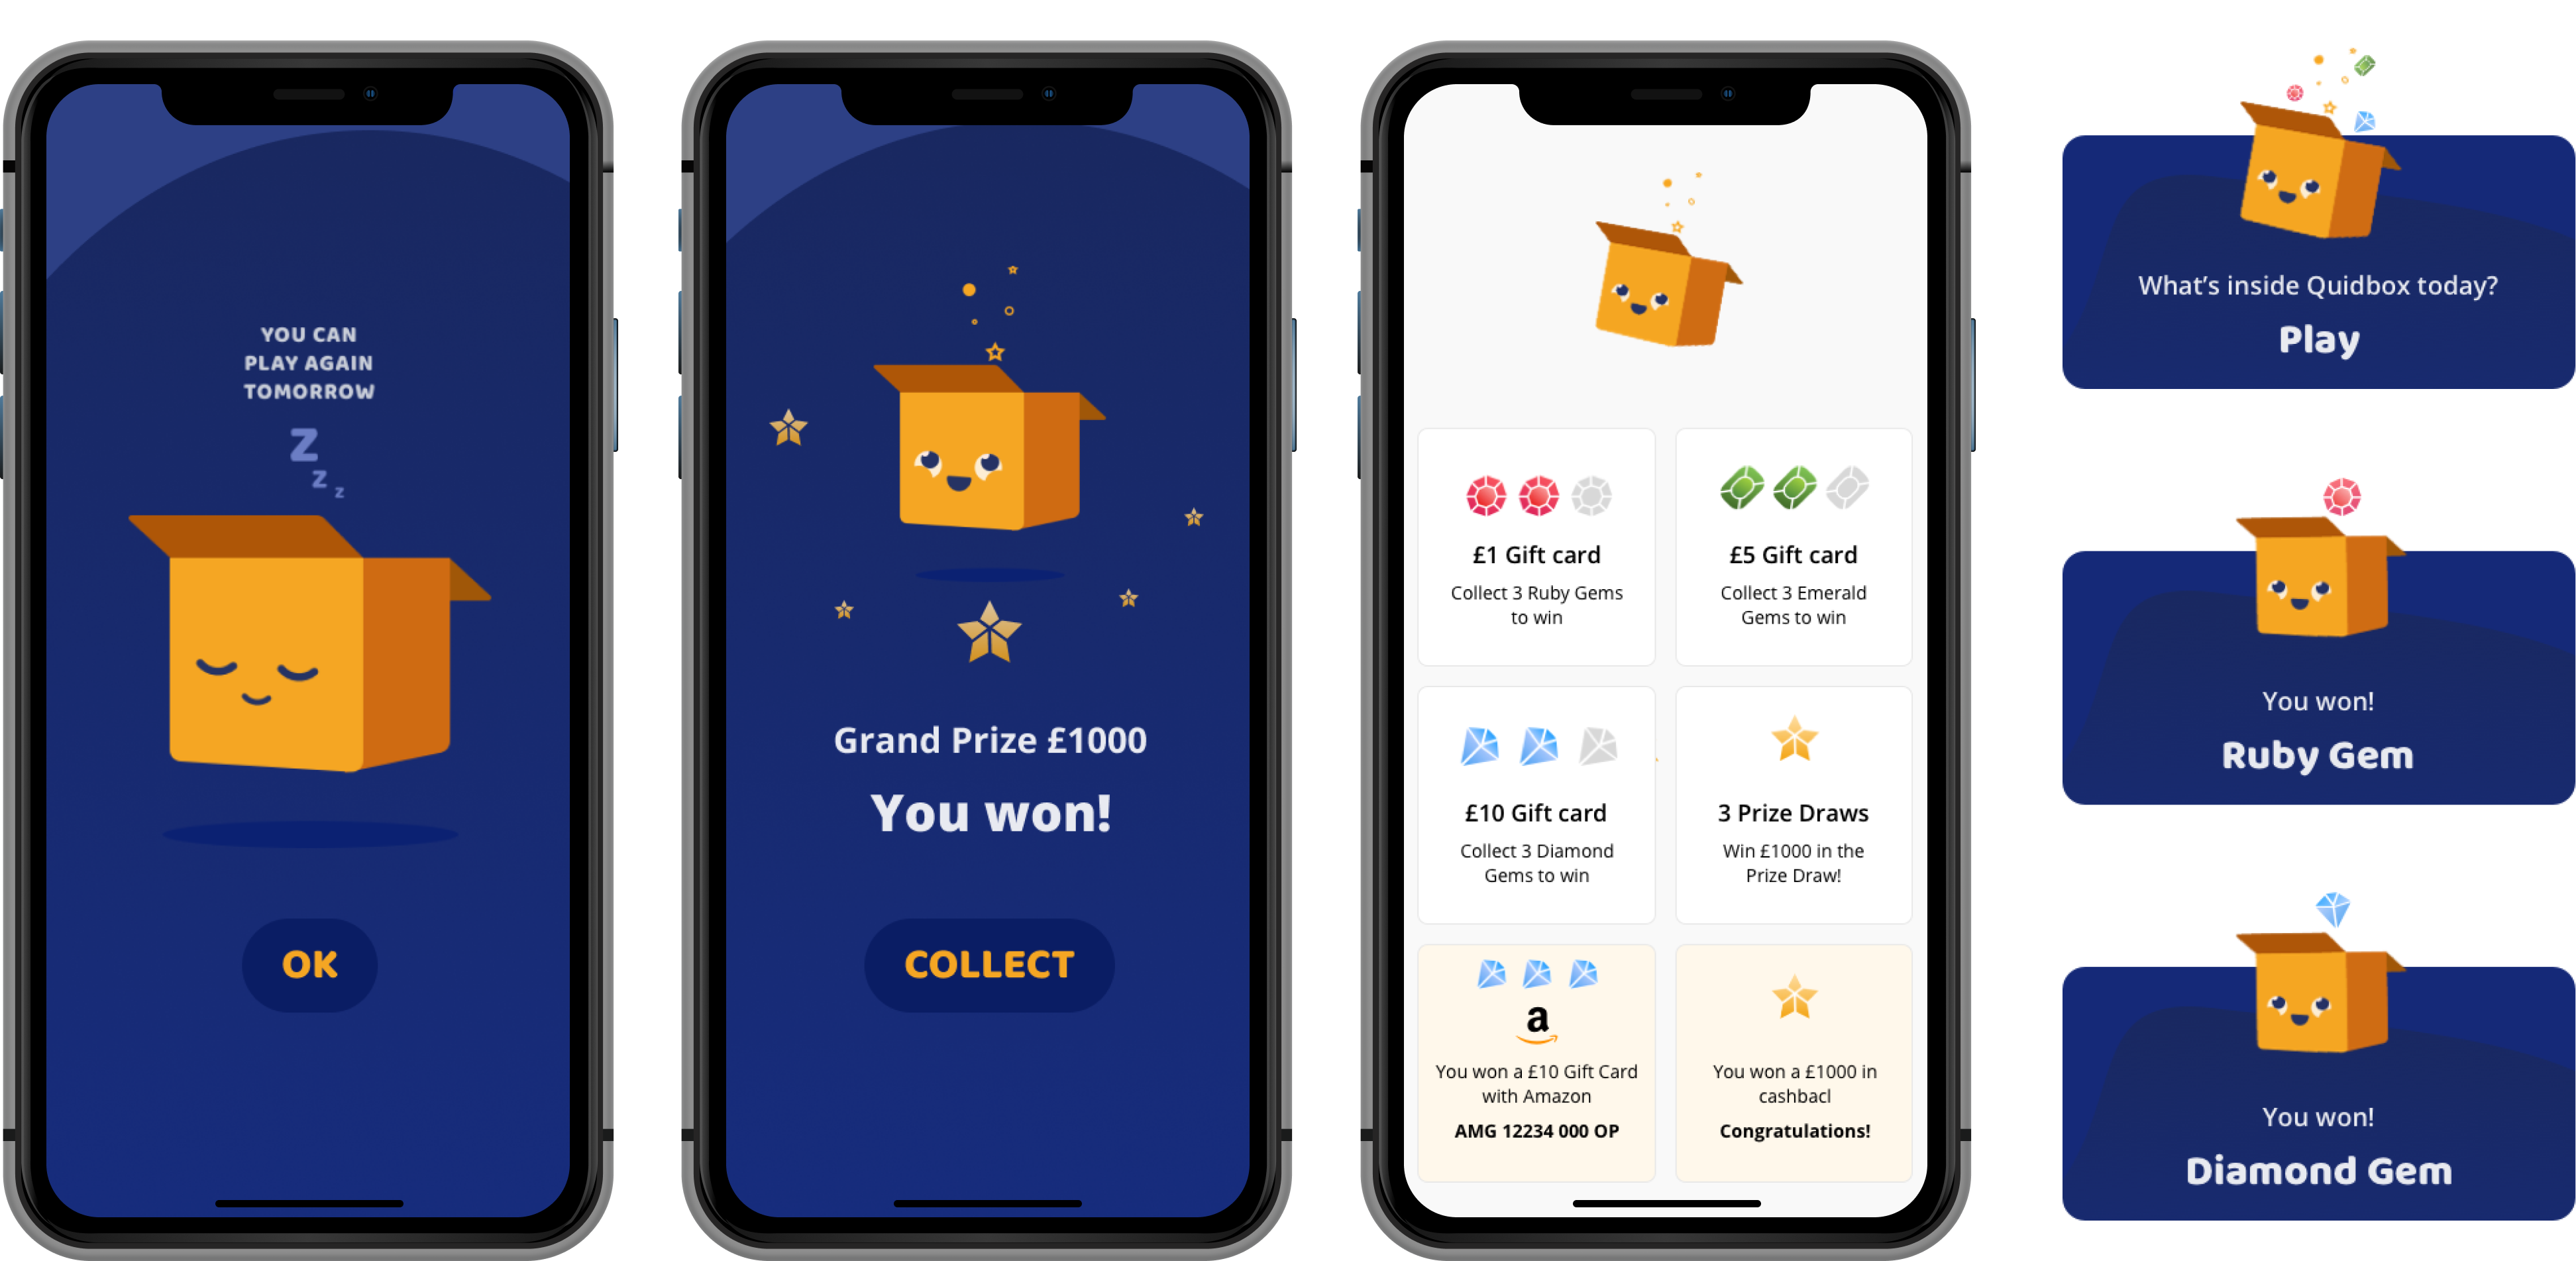 YOU CAN
PLAY AGAIN
TOMORROW
Z
z
z
OK
Grand Prize £1000
You won!
COLLECT
£1 Gift card
Collect 3 Ruby Gems
to win
£5 Gift card
Collect 3 Emerald
Gems to win
£10 Gift card
Collect 3 Diamond
Gems to win
3 Prize Draws
Win £1000 in the
Prize Draw!
a
You won a £10 Gift Card
with Amazon
AMG 12234 000 OP
You won a £1000 in
cashbacl
Congratulations!
What's inside Quidbox today?
Play
You won!
Ruby Gem
You won!
Diamond Gem